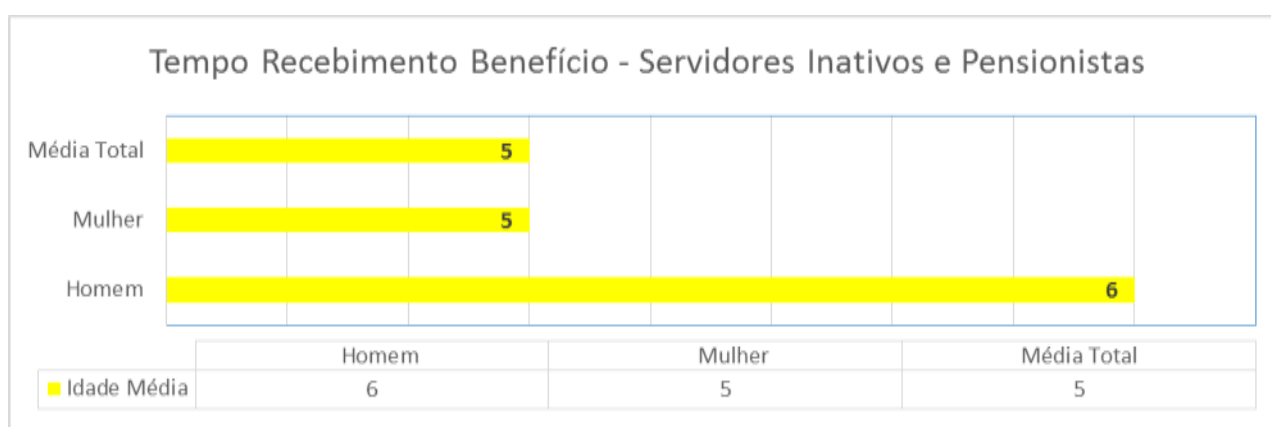 Tempo Recebimento Benefício - Servidores Inativos e Pensionistas
Média Total 5
Mulher 5
Homem 6
Homem Mulher Média Total
Idade Média 6 5 5